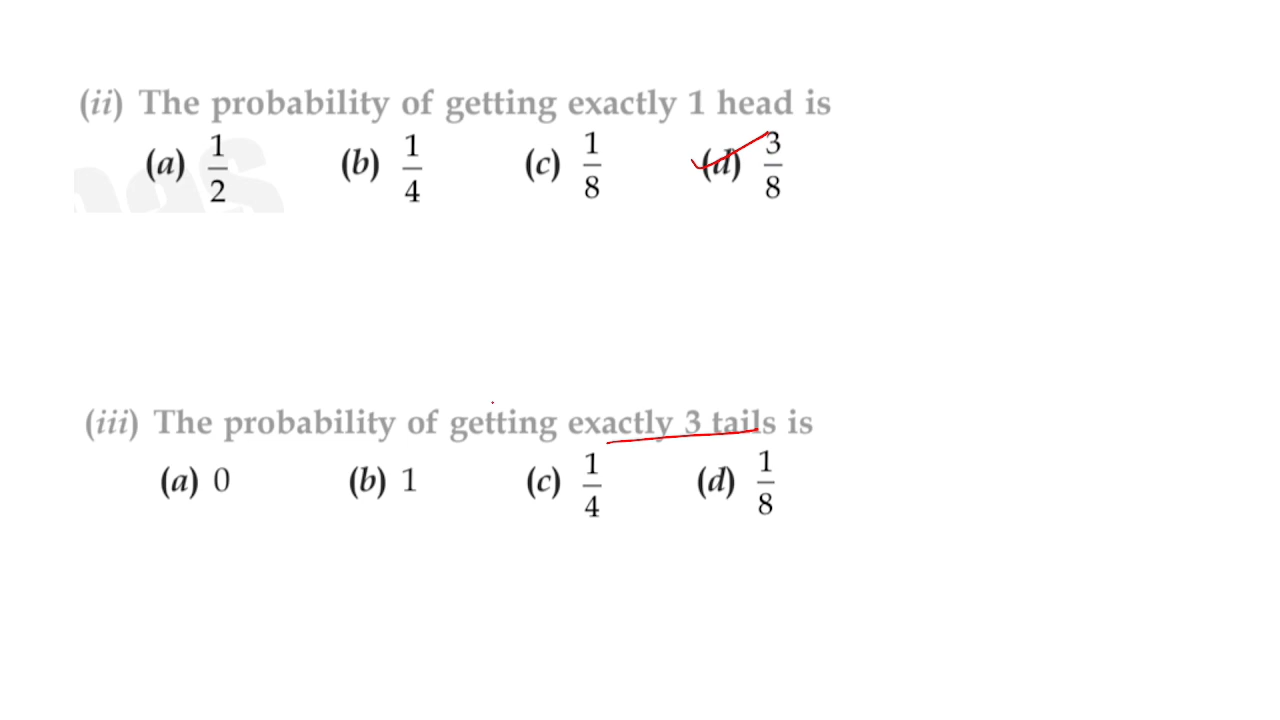 (ii) The probability of getting exactly 1 head is
(a) 1/2 (b) 1/4 (c) 1/8 (d) 3/8
(iii) The probability of getting exactly 3 tails is
(a) 0 (b) 1 (c) 1/4 (d) 1/8